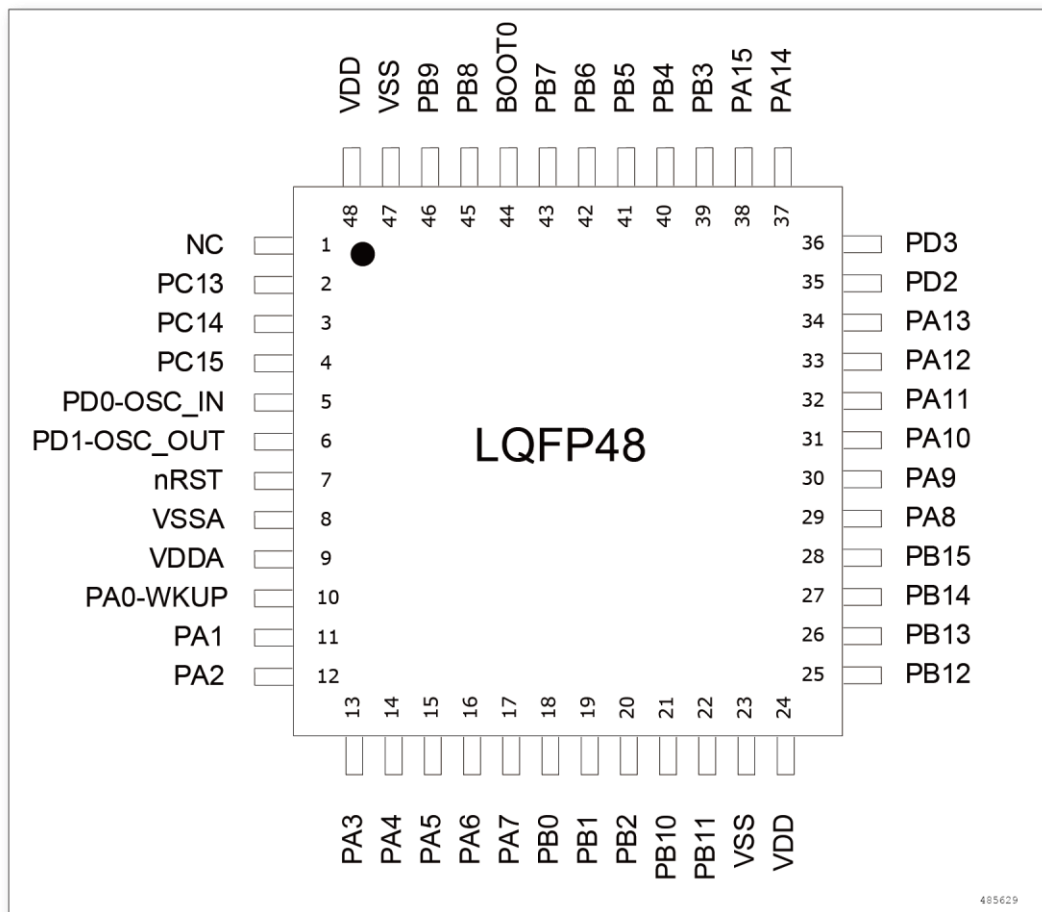 VDD
VSS
PB9
PB8
BOOT0
PB7
PB6
PB5
PB4
PB3
PA15
PA14
48 47 46 45 44 43 42 41 40 39 38 37
NC 1 36 PD3
PC13 2 35 PD2
PC14 3 34 PA13
PC15 4 33 PA12
PD0-OSC_IN 5 32 PA11
PD1-OSC_OUT 6 31 PA10
LQFP48
nRST 7 30 PA9
VSSA 8 29 PA8
VDDA 9 28 PB15
PA0-WKUP 10 27 PB14
PA1 11 26 PB13
PA2 12 25 PB12
13 14 15 16 17 18 19 20 21 22 23 24
PA3
PA4
PA5
PA6
PA7
PB0
PB1
PB2
PB10
PB11
VSS
VDD
485629